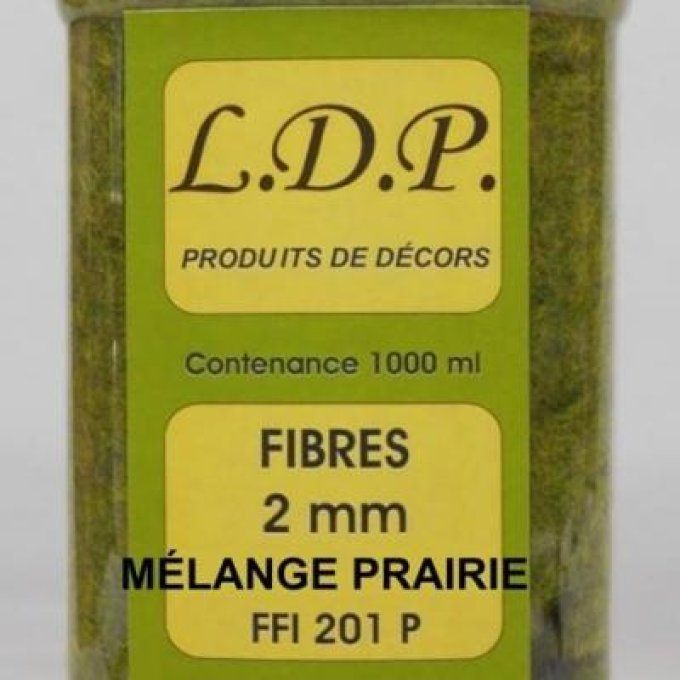 L.D.P.
PRODUITS DE DÉCORS
Contenance 1000 ml
FIBRES
2 mm
MÉLANGE PRAIRIE
FFI 201 P